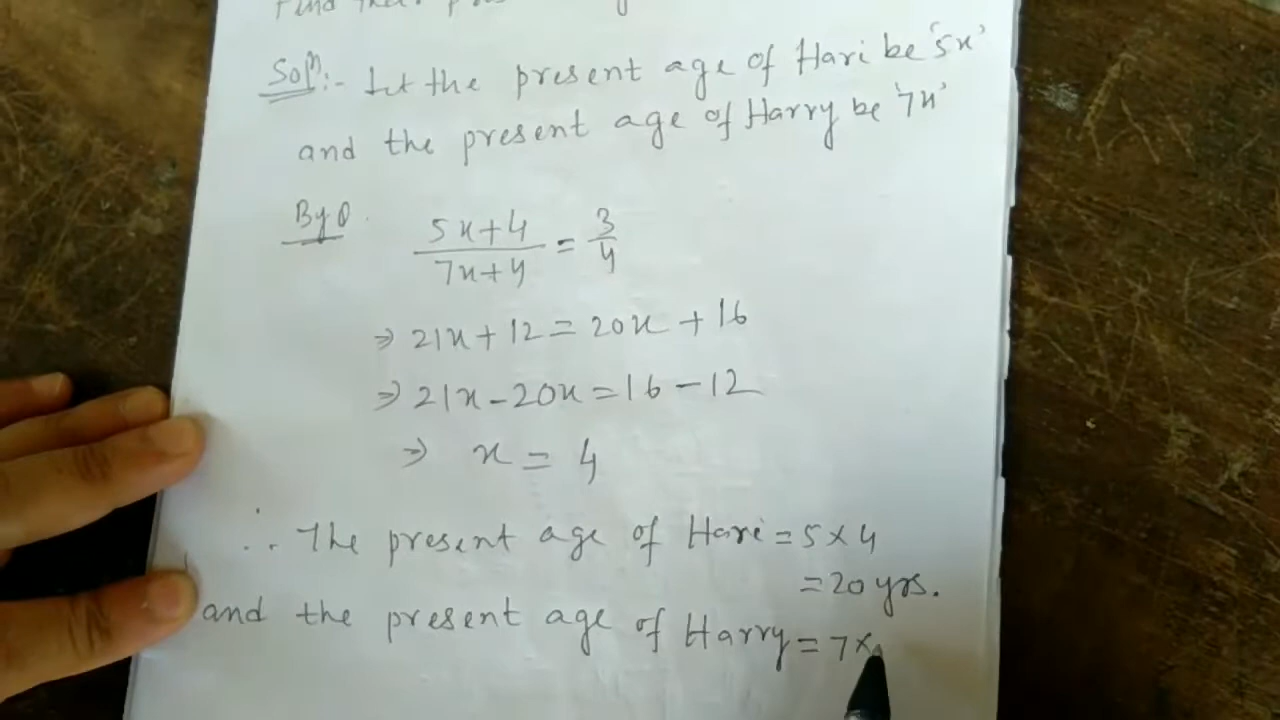 Find their
Solⁿ:- Let the present age of Hari be '5x'
and the present age of Harry be '7x'
By Q.
5x+4 / 7x+4 = 3/4
⇒ 21x + 12 = 20x + 16
⇒ 21x - 20x = 16 - 12
⇒ x = 4
∴ The present age of Hari = 5 × 4
= 20 yrs.
and the present age of Harry = 7×